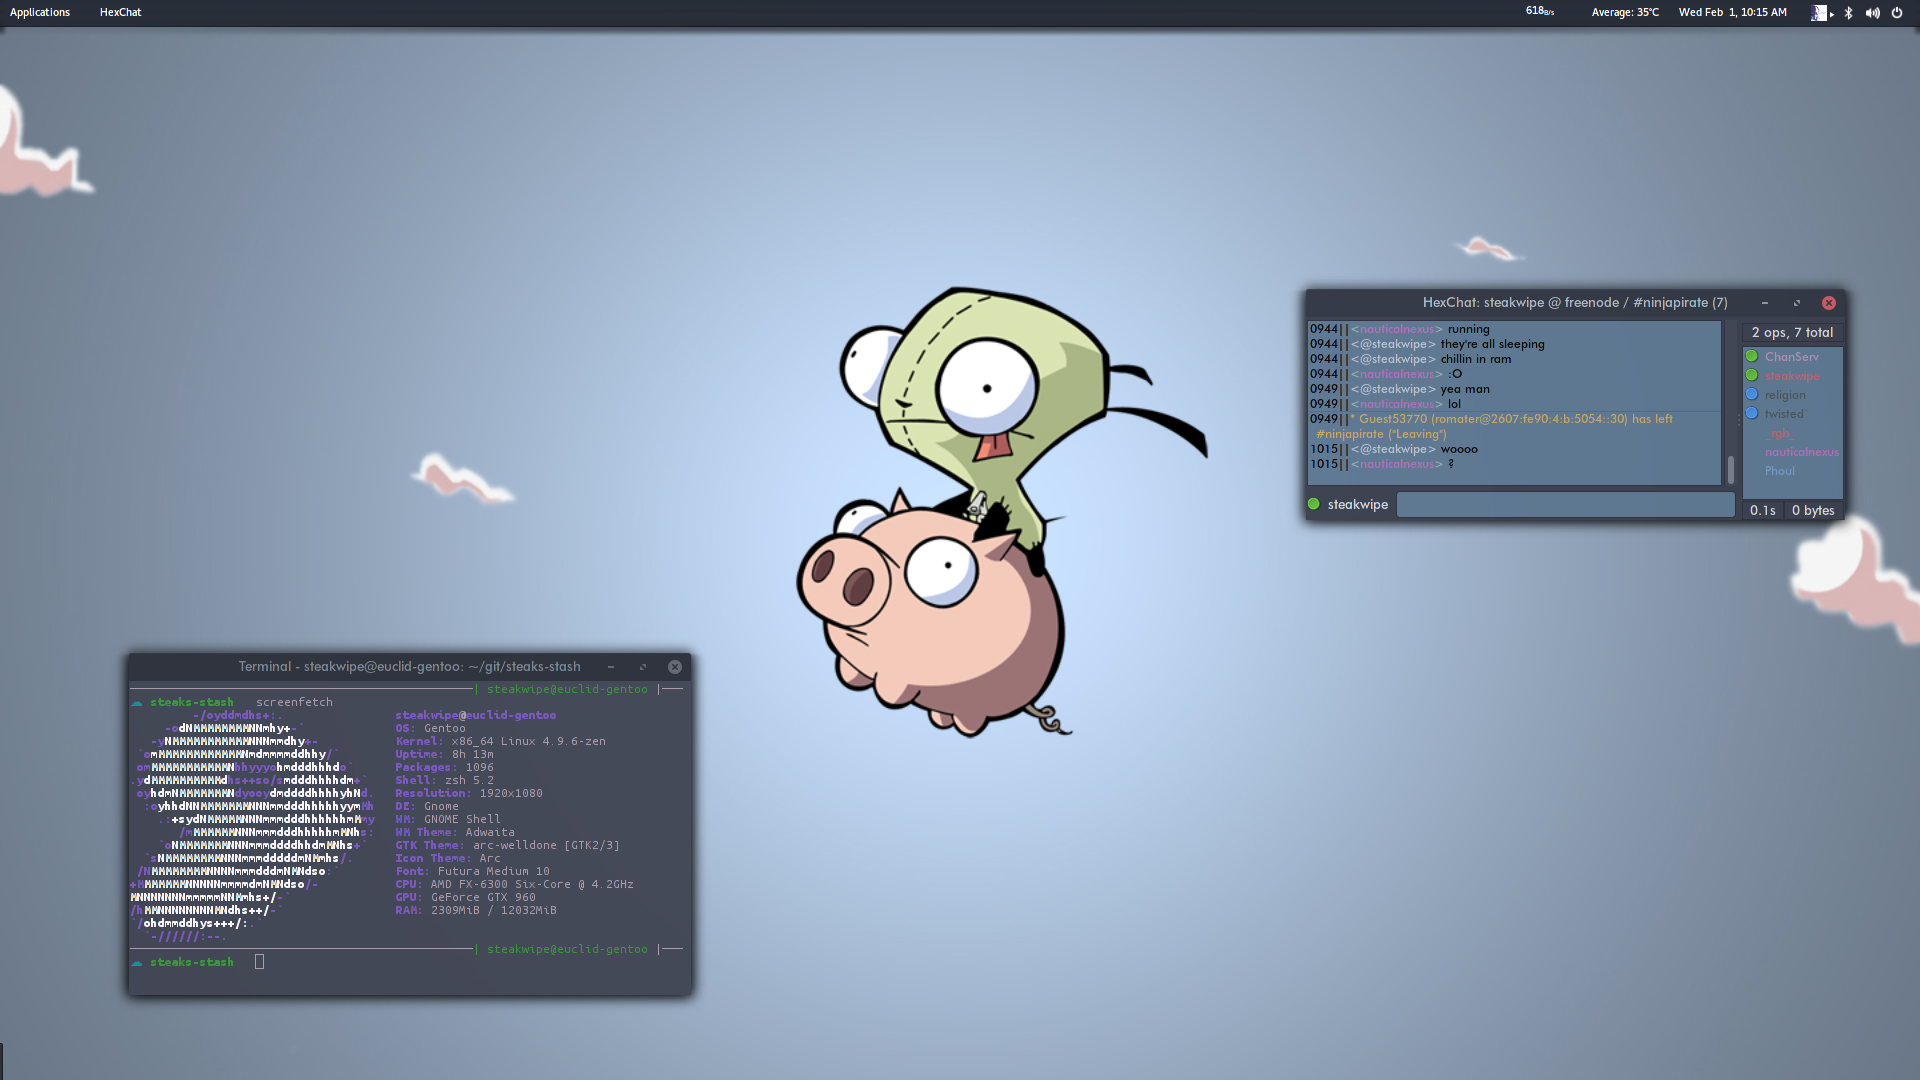 Applications HexChat 618B/s Average: 35°C Wed Feb 1, 10:15 AM
HexChat: steakwipe @ freenode / #ninjapirate (7)
0944||<nauticalnexus> running
0944||<@steakwipe> they're all sleeping
0944||<@steakwipe> chillin in ram
0944||<nauticalnexus> :O
0949||<@steakwipe> yea man
0949||<nauticalnexus> lol
0949||* Guest53770 (romater@2607:fe90:4:b:5054::30) has left
#ninjapirate ("Leaving")
1015||<@steakwipe> woooo
1015||<nauticalnexus> ?
2 ops, 7 total
ChanServ
steakwipe
religion
twisted`
_rgb_
nauticalnexus
Phoul
steakwipe
0.1s 0 bytes
Terminal - steakwipe@euclid-gentoo: ~/git/steaks-stash
| steakwipe@euclid-gentoo |
steaks-stash screenfetch
steakwipe@euclid-gentoo
OS: Gentoo
Kernel: x86_64 Linux 4.9.6-zen
Uptime: 8h 13m
Packages: 1096
Shell: zsh 5.2
Resolution: 1920x1080
DE: Gnome
WM: GNOME Shell
WM Theme: Adwaita
GTK Theme: arc-welldone [GTK2/3]
Icon Theme: Arc
Font: Futura Medium 10
CPU: AMD FX-6300 Six-Core @ 4.2GHz
GPU: GeForce GTX 960
RAM: 2309MiB / 12032MiB
| steakwipe@euclid-gentoo |
steaks-stash